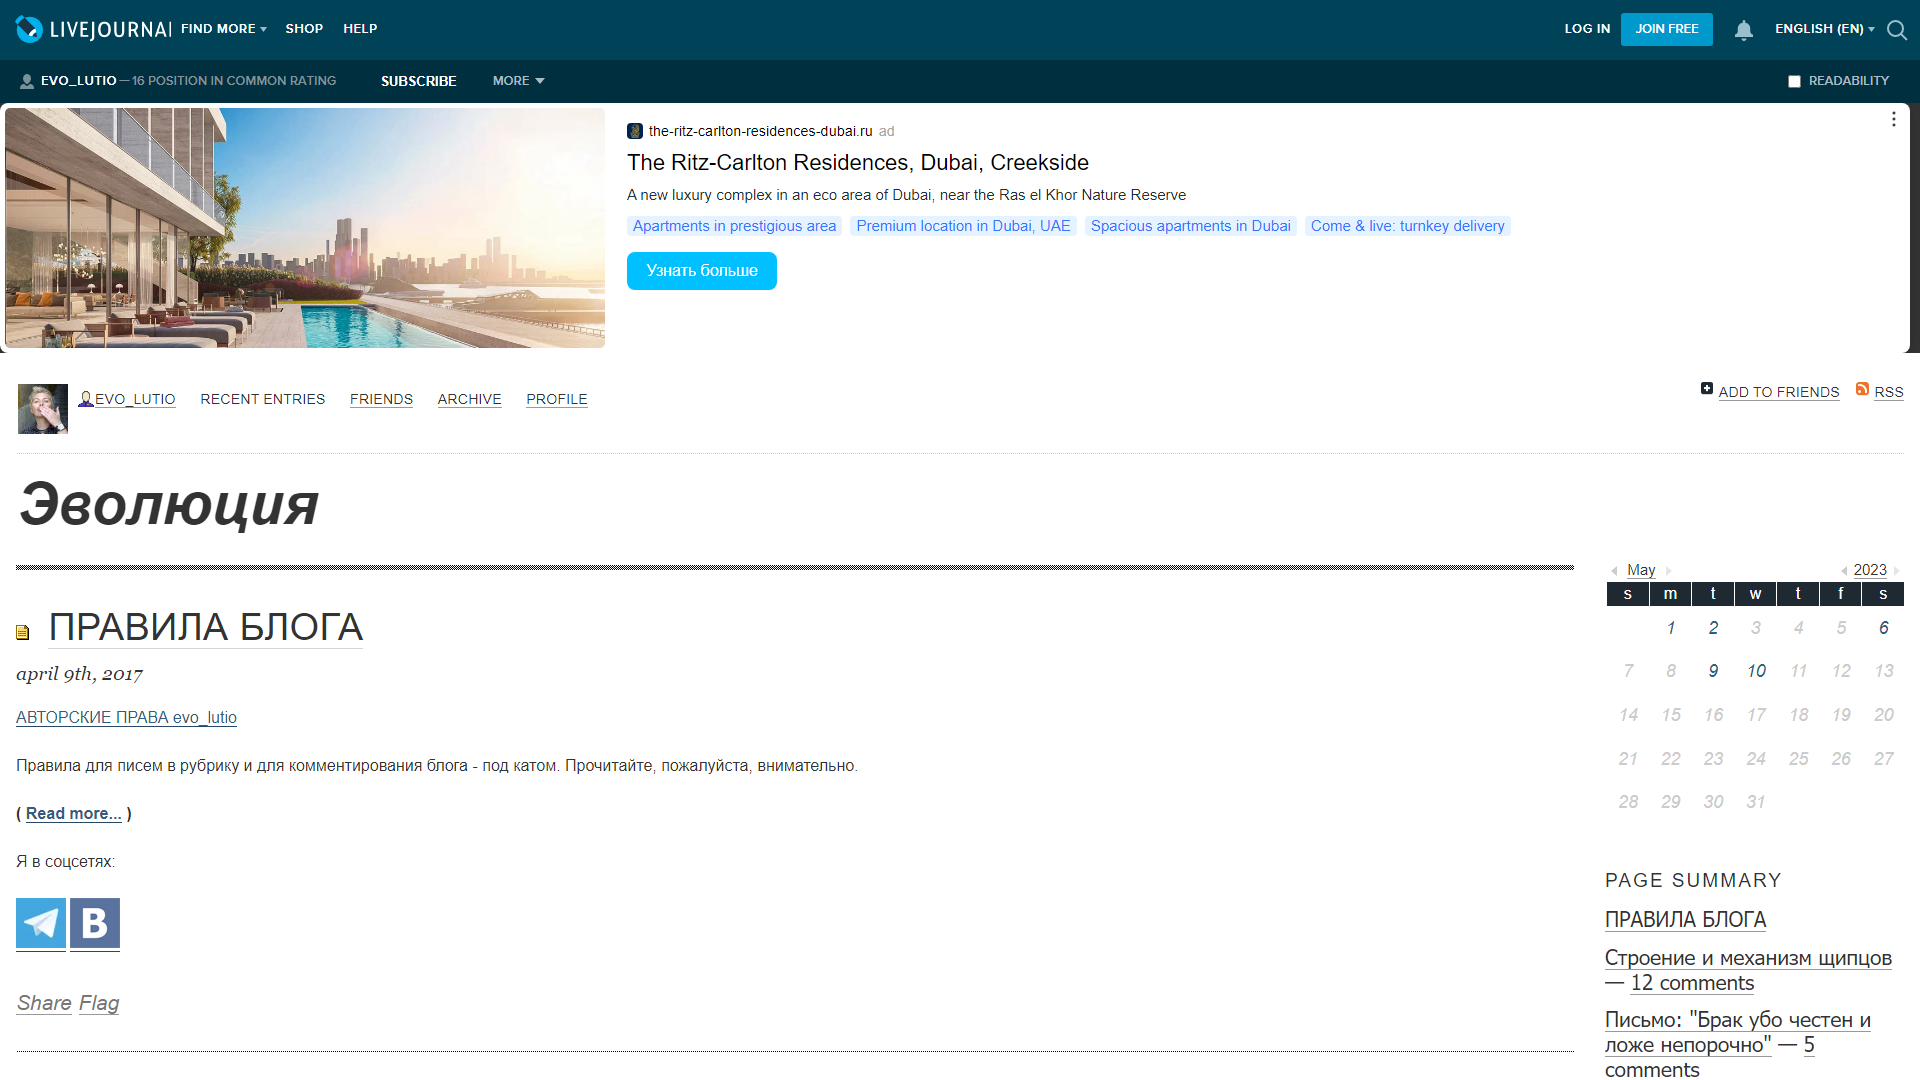 LIVEJOURNAL FIND MORE SHOP HELP LOG IN JOIN FREE ENGLISH (EN)
EVO_LUTIO — 16 POSITION IN COMMON RATING SUBSCRIBE MORE READABILITY
the-ritz-carlton-residences-dubai.ru ad
The Ritz-Carlton Residences, Dubai, Creekside
A new luxury complex in an eco area of Dubai, near the Ras el Khor Nature Reserve
Apartments in prestigious area Premium location in Dubai, UAE Spacious apartments in Dubai Come & live: turnkey delivery
Узнать больше
EVO_LUTIO RECENT ENTRIES FRIENDS ARCHIVE PROFILE ADD TO FRIENDS RSS
Эволюция
ПРАВИЛА БЛОГА
april 9th, 2017
АВТОРСКИЕ ПРАВА evo_lutio
Правила для писем в рубрику и для комментирования блога - под катом. Прочитайте, пожалуйста, внимательно.
( Read more... )
Я в соцсетях:
B
Share Flag
May 2023
s m t w t f s
1 2 3 4 5 6
7 8 9 10 11 12 13
14 15 16 17 18 19 20
21 22 23 24 25 26 27
28 29 30 31
PAGE SUMMARY
ПРАВИЛА БЛОГА
Строение и механизм щипцов
— 12 comments
Письмо: "Брак убо честен и
ложе непорочно" — 5
comments